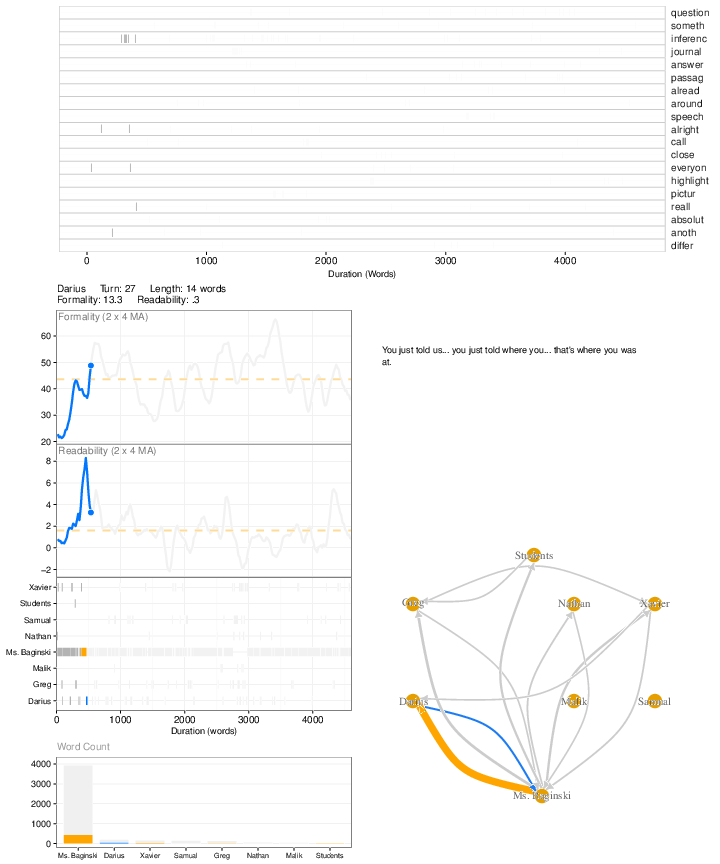 question
someth
inferenc
journal
answer
passag
alread
around
speech
alright
call
close
everyon
highlight
pictur
reall
absolut
anoth
differ
0 1000 2000 3000 4000
Duration (Words)
Darius Turn: 27 Length: 14 words
Formality: 13.3 Readability: .3
Formality (2 x 4 MA)
60
50
40
30
20
You just told us... you just told where you... that's where you was
at.
Readability (2 x 4 MA)
8
6
4
2
0
−2
Xavier
Students
Samual
Nathan
Ms. Baginski
Malik
Greg
Darius
0 1000 2000 3000 4000
Duration (words)
Students
Greg Nathan Xavier
Darius Malik Samual
Ms. Baginski
Word Count
4000
3000
2000
1000
0
Ms. Baginski Darius Xavier Samual Greg Nathan Malik Students